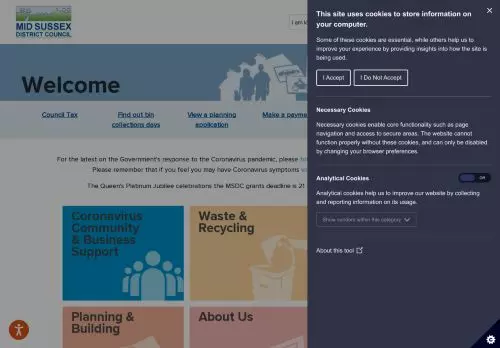 MID SUSSEX
DISTRICT COUNCIL
I am l
Welcome
Council Tax
Find out bin
collections days
View a planning
application
Make a payme
For the latest on the Government's response to the Coronavirus pandemic, please
Please remember that if you feel you may have Coronavirus symptoms
The Queen's Platinum Jubilee celebrations the MSDC grants deadline is 21
Coronavirus
Community
& Business
Support
Waste &
Recycling
Planning &
Building
About Us
This site uses cookies to store information on
your computer.
Some of these cookies are essential, while others help us to
improve your experience by providing insights into how the site is
being used.
I Accept
I Do Not Accept
Necessary Cookies
Necessary cookies enable core functionality such as page
navigation and access to secure areas. The website cannot
function properly without these cookies, and can only be disabled
by changing your browser preferences.
Analytical Cookies
Off
Analytical cookies help us to improve our website by collecting
and reporting information on its usage.
Show vendors within this category
About this tool